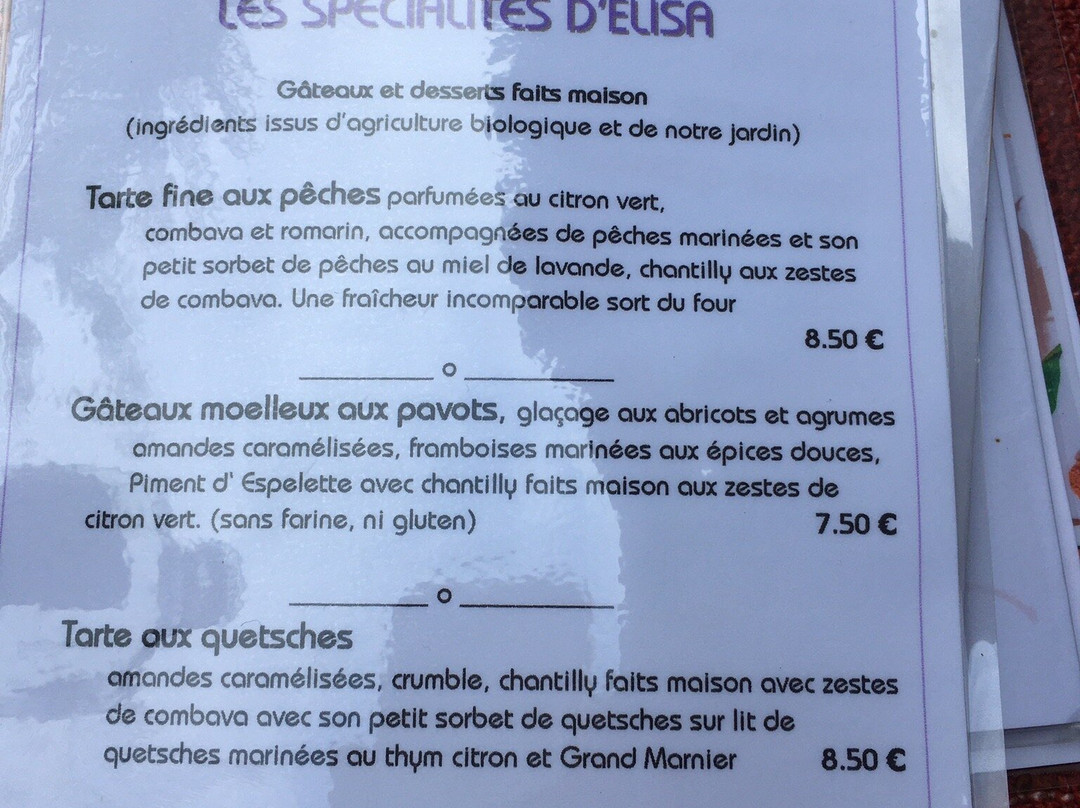 LES SPÉCIALITÉS D'ELISA
Gâteaux et desserts faits maison
(ingrédients issus d'agriculture biologique et de notre jardin)
Tarte fine aux pêches parfumées au citron vert,
combava et romarin, accompagnées de pêches marinées et son
petit sorbet de pêches au miel de lavande, chantilly aux zestes
de combava. Une fraîcheur incomparable sort du four
8.50 €
Gâteaux moelleux aux pavots, glaçage aux abricots et agrumes
amandes caramélisées, framboises marinées aux épices douces,
Piment d' Espelette avec chantilly faits maison aux zestes de
citron vert. (sans farine, ni gluten) 7.50 €
Tarte aux quetsches
amandes caramélisées, crumble, chantilly faits maison avec zestes
de combava avec son petit sorbet de quetsches sur lit de
quetsches marinées au thym citron et Grand Marnier 8.50 €